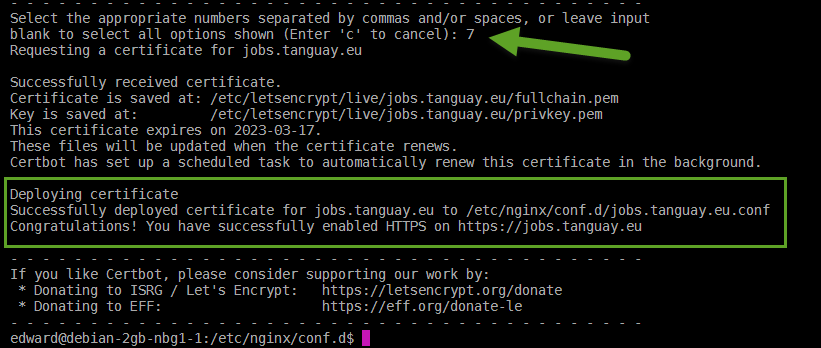 - - - - - - - - - - - - - - - - - - - - - - - - - - - - - - - - - - - - - - - -
Select the appropriate numbers separated by commas and/or spaces, or leave input
blank to select all options shown (Enter 'c' to cancel): 7
Requesting a certificate for jobs.tanguay.eu
Successfully received certificate.
Certificate is saved at: /etc/letsencrypt/live/jobs.tanguay.eu/fullchain.pem
Key is saved at:         /etc/letsencrypt/live/jobs.tanguay.eu/privkey.pem
This certificate expires on 2023-03-17.
These files will be updated when the certificate renews.
Certbot has set up a scheduled task to automatically renew this certificate in the background.
Deploying certificate
Successfully deployed certificate for jobs.tanguay.eu to /etc/nginx/conf.d/jobs.tanguay.eu.conf
Congratulations! You have successfully enabled HTTPS on https://jobs.tanguay.eu
- - - - - - - - - - - - - - - - - - - - - - - - - - - - - - - - - - - - - - - -
If you like Certbot, please consider supporting our work by:
 * Donating to ISRG / Let's Encrypt:   https://letsencrypt.org/donate
 * Donating to EFF:                    https://eff.org/donate-le
- - - - - - - - - - - - - - - - - - - - - - - - - - - - - - - - - - - - - - - -
edward@debian-2gb-nbg1-1:/etc/nginx/conf.d$